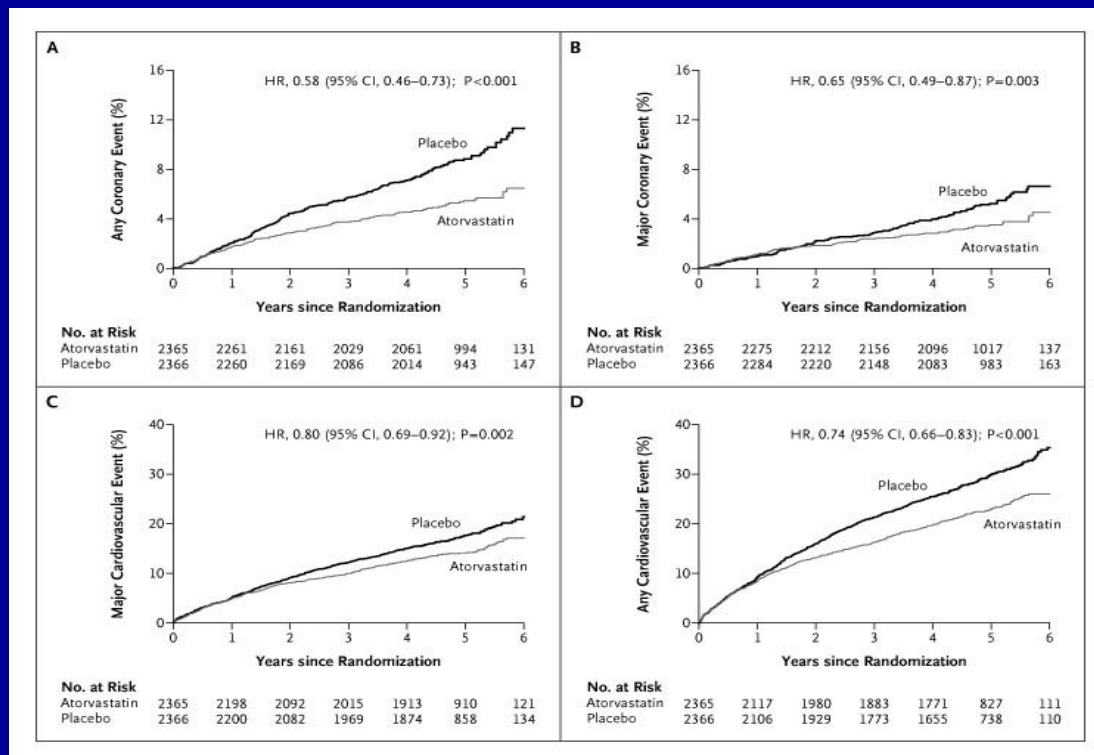 A
HR, 0.58 (95% CI, 0.46–0.73); P<0.001
Any Coronary Event (%)
16
12
8
4
0
Placebo
Atorvastatin
0 1 2 3 4 5 6
Years since Randomization
No. at Risk
Atorvastatin 2365 2261 2161 2029 2061 994 131
Placebo 2366 2260 2169 2086 2014 943 147
B
HR, 0.65 (95% CI, 0.49–0.87); P=0.003
Major Coronary Event (%)
16
12
8
4
0
Placebo
Atorvastatin
0 1 2 3 4 5 6
Years since Randomization
No. at Risk
Atorvastatin 2365 2275 2212 2156 2096 1017 137
Placebo 2366 2284 2220 2148 2083 983 163
C
HR, 0.80 (95% CI, 0.69–0.92); P=0.002
Major Cardiovascular Event (%)
40
30
20
10
0
Placebo
Atorvastatin
0 1 2 3 4 5 6
Years since Randomization
No. at Risk
Atorvastatin 2365 2198 2092 2015 1913 910 121
Placebo 2366 2200 2082 1969 1874 858 134
D
HR, 0.74 (95% CI, 0.66–0.83); P<0.001
Any Cardiovascular Event (%)
40
30
20
10
0
Placebo
Atorvastatin
0 1 2 3 4 5 6
Years since Randomization
No. at Risk
Atorvastatin 2365 2117 1980 1883 1771 827 111
Placebo 2366 2106 1929 1773 1655 738 110